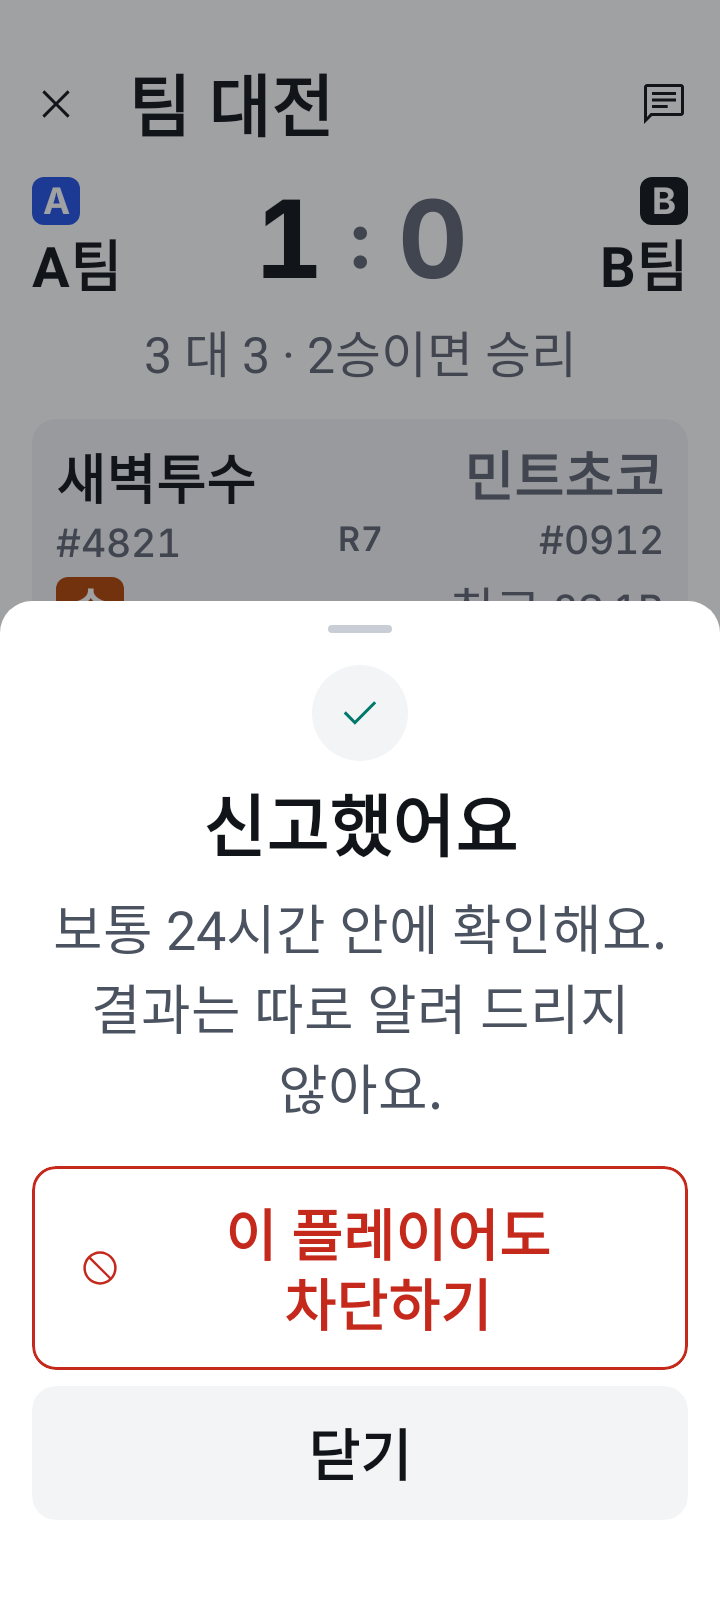 팀 대전
A
B
A팀
1 : 0
B팀
3 대 3 · 2승이면 승리
새벽투수
민트초코
#4821
R7
#0912
신고했어요
보통 24시간 안에 확인해요.
결과는 따로 알려 드리지
않아요.
이 플레이어도
차단하기
닫기